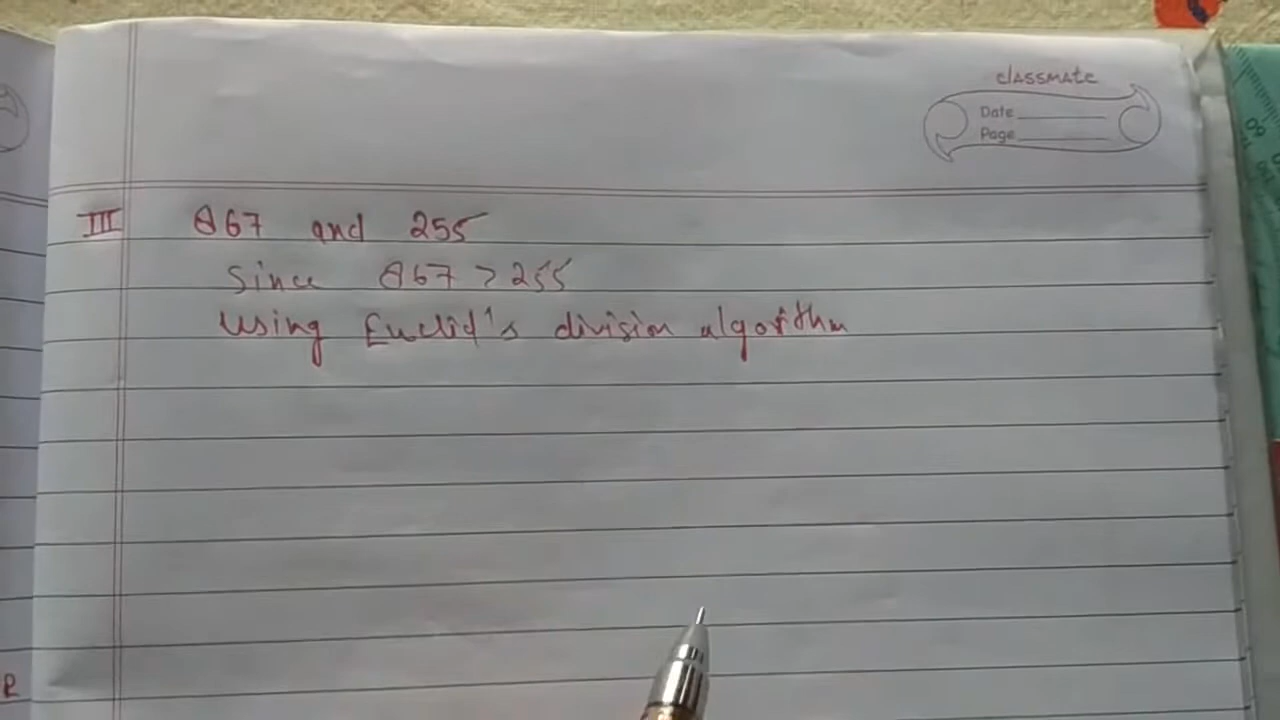 classmate
Date
Page
III 867 and 255
Since 867 > 255
Using Euclid's division algorithm
R